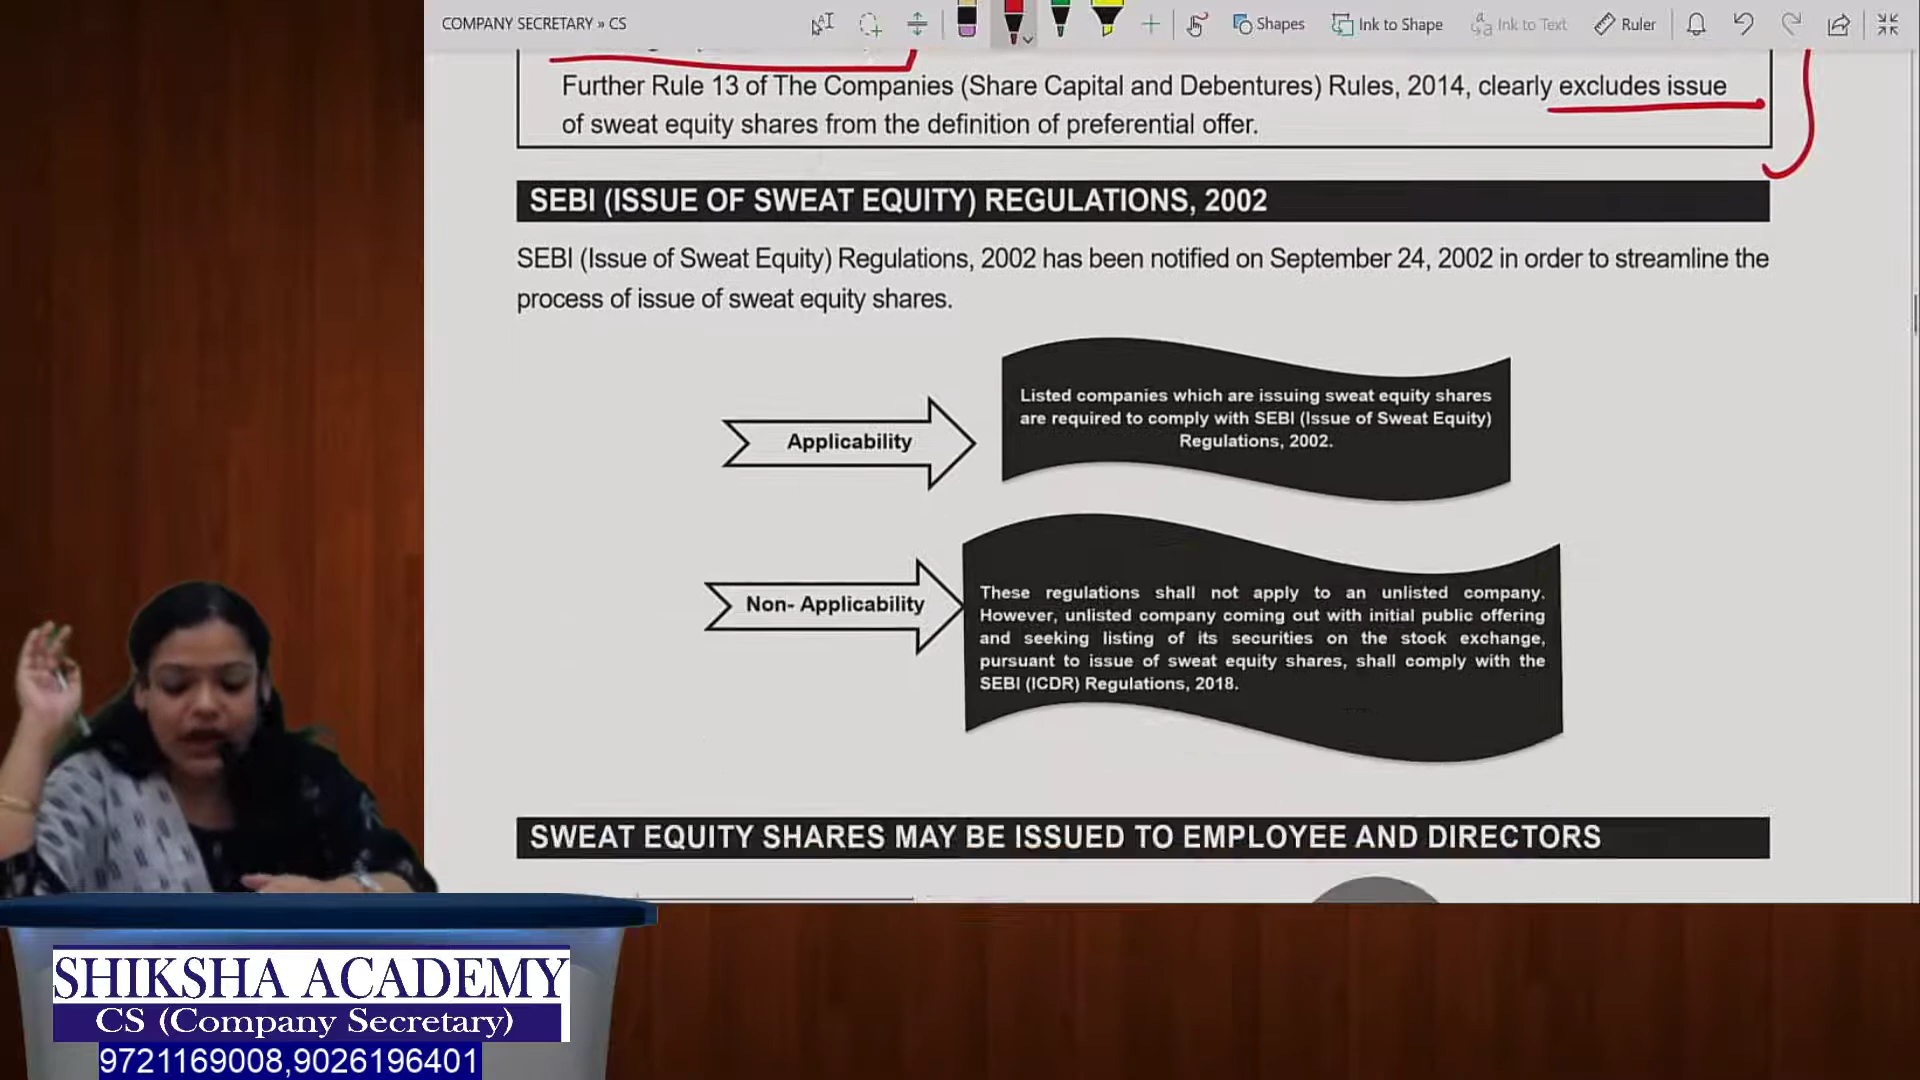 COMPANY SECRETARY » CS
Shapes
Ink to Shape
Ink to Text
Ruler
Further Rule 13 of The Companies (Share Capital and Debentures) Rules, 2014, clearly excludes issue
of sweat equity shares from the definition of preferential offer.
SEBI (ISSUE OF SWEAT EQUITY) REGULATIONS, 2002
SEBI (Issue of Sweat Equity) Regulations, 2002 has been notified on September 24, 2002 in order to streamline the
process of issue of sweat equity shares.
Applicability
Listed companies which are issuing sweat equity shares
are required to comply with SEBI (Issue of Sweat Equity)
Regulations, 2002.
Non- Applicability
These regulations shall not apply to an unlisted company.
However, unlisted company coming out with initial public offering
and seeking listing of its securities on the stock exchange,
pursuant to issue of sweat equity shares, shall comply with the
SEBI (ICDR) Regulations, 2018.
SWEAT EQUITY SHARES MAY BE ISSUED TO EMPLOYEE AND DIRECTORS
SHIKSHA ACADEMY
CS (Company Secretary)
9721169008,9026196401